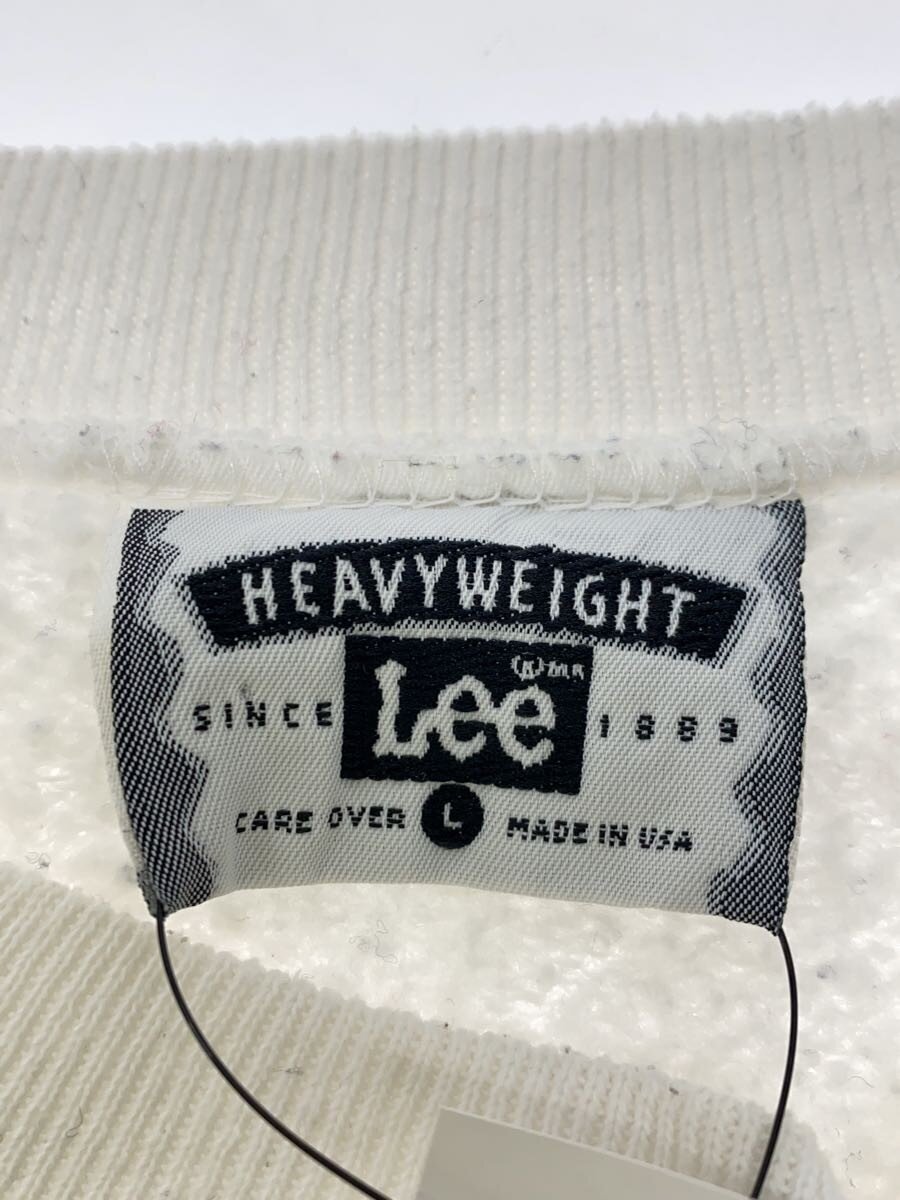 HEAVYWEIGHT
Lee (R) M.R.
SINCE 1889
CARE OVER L MADE IN USA